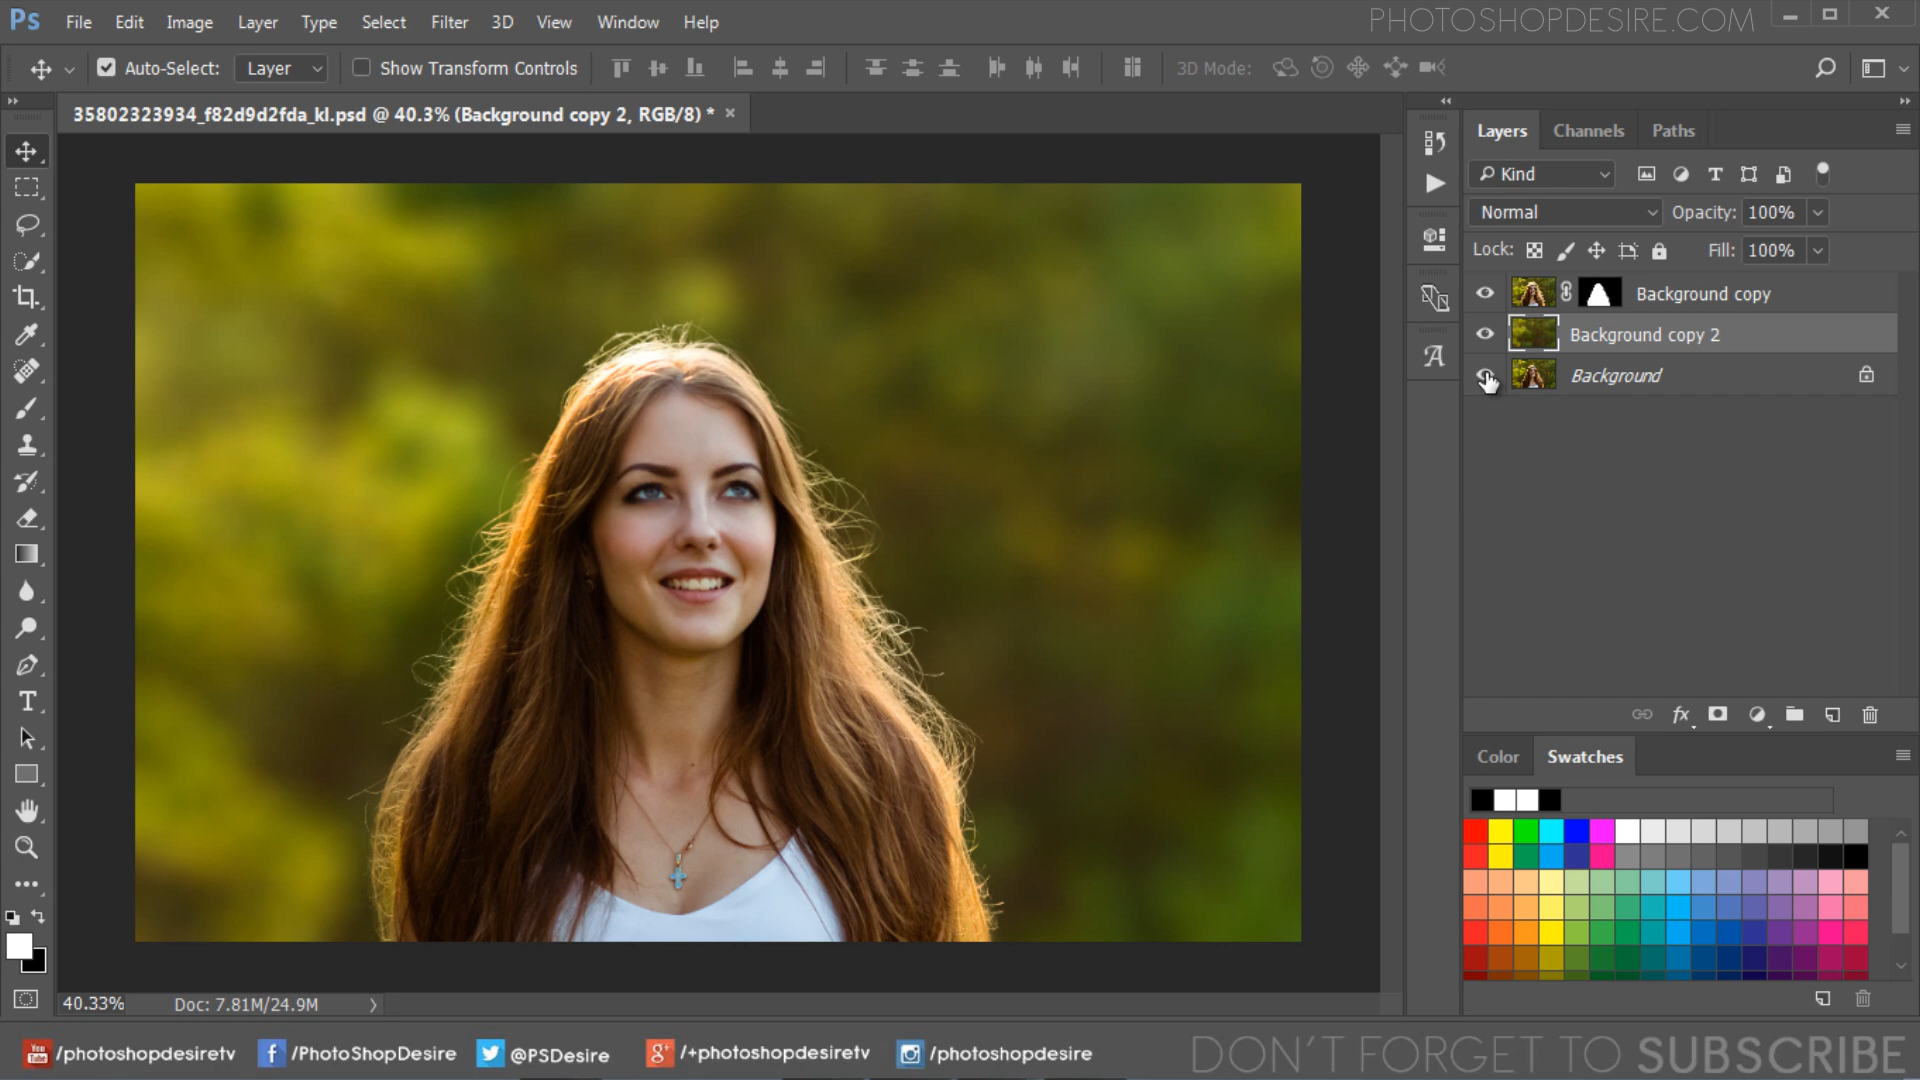 Ps File Edit Image Layer Type Select Filter 3D View Window Help PHOTOSHOPDESIRE.COM
Auto-Select: Layer Show Transform Controls 3D Mode:
35802323934_f82d9d2fda_kl.psd @ 40.3% (Background copy 2, RGB/8) * ×
Layers Channels Paths
Kind
Normal Opacity: 100%
Lock: Fill: 100%
Background copy
Background copy 2
Background
fx
Color Swatches
40.33% Doc: 7.81M/24.9M
You Tube /photoshopdesiretv f /PhotoShopDesire @PSDesire g+ /+photoshopdesiretv /photoshopdesire DON'T FORGET TO SUBSCRIBE